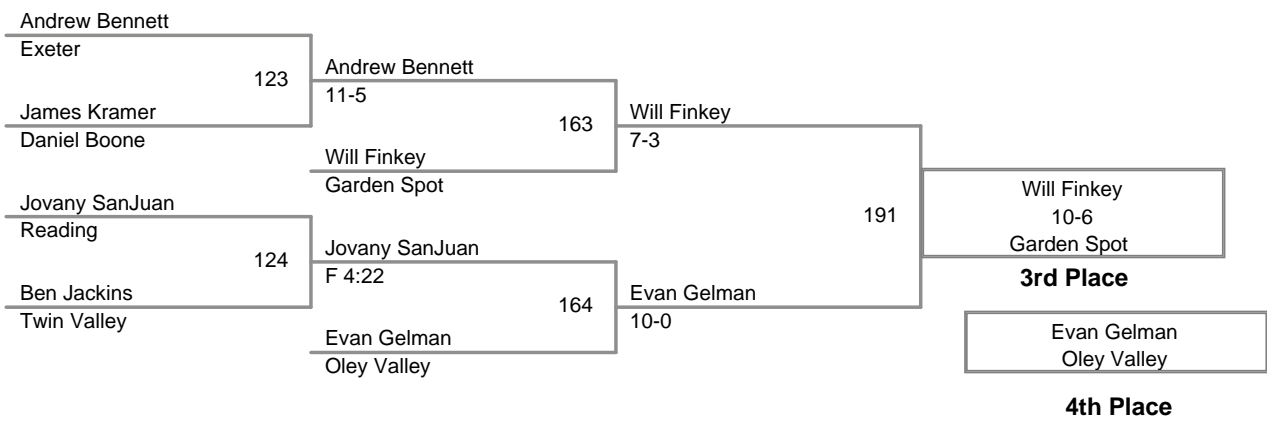 Andrew Bennett
Exeter
123
James Kramer
Daniel Boone
Andrew Bennett
11-5
163
Will Finkey
Garden Spot
Will Finkey
7-3
Jovany SanJuan
Reading
124
Ben Jackins
Twin Valley
Jovany SanJuan
F 4:22
164
Evan Gelman
Oley Valley
Evan Gelman
10-0
191
Will Finkey
10-6
Garden Spot
3rd Place
Evan Gelman
Oley Valley
4th Place